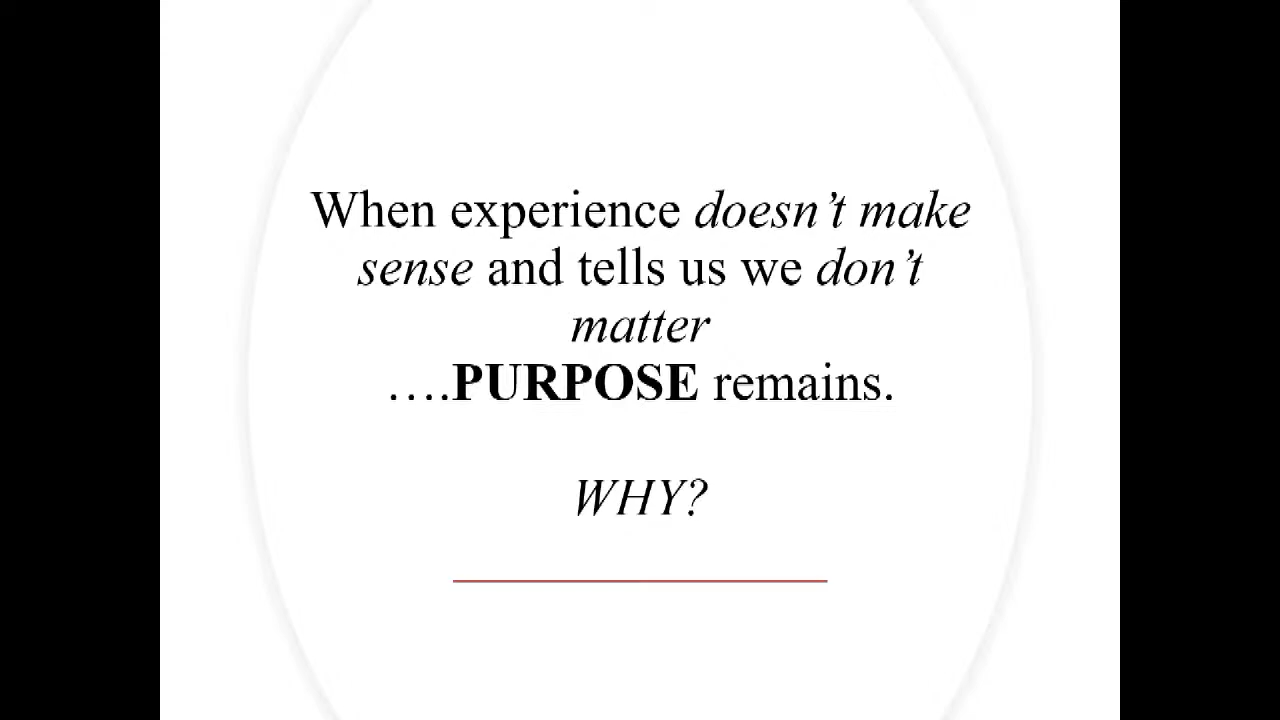 When experience doesn’t make
sense and tells us we don’t
matter
….PURPOSE remains.
WHY?